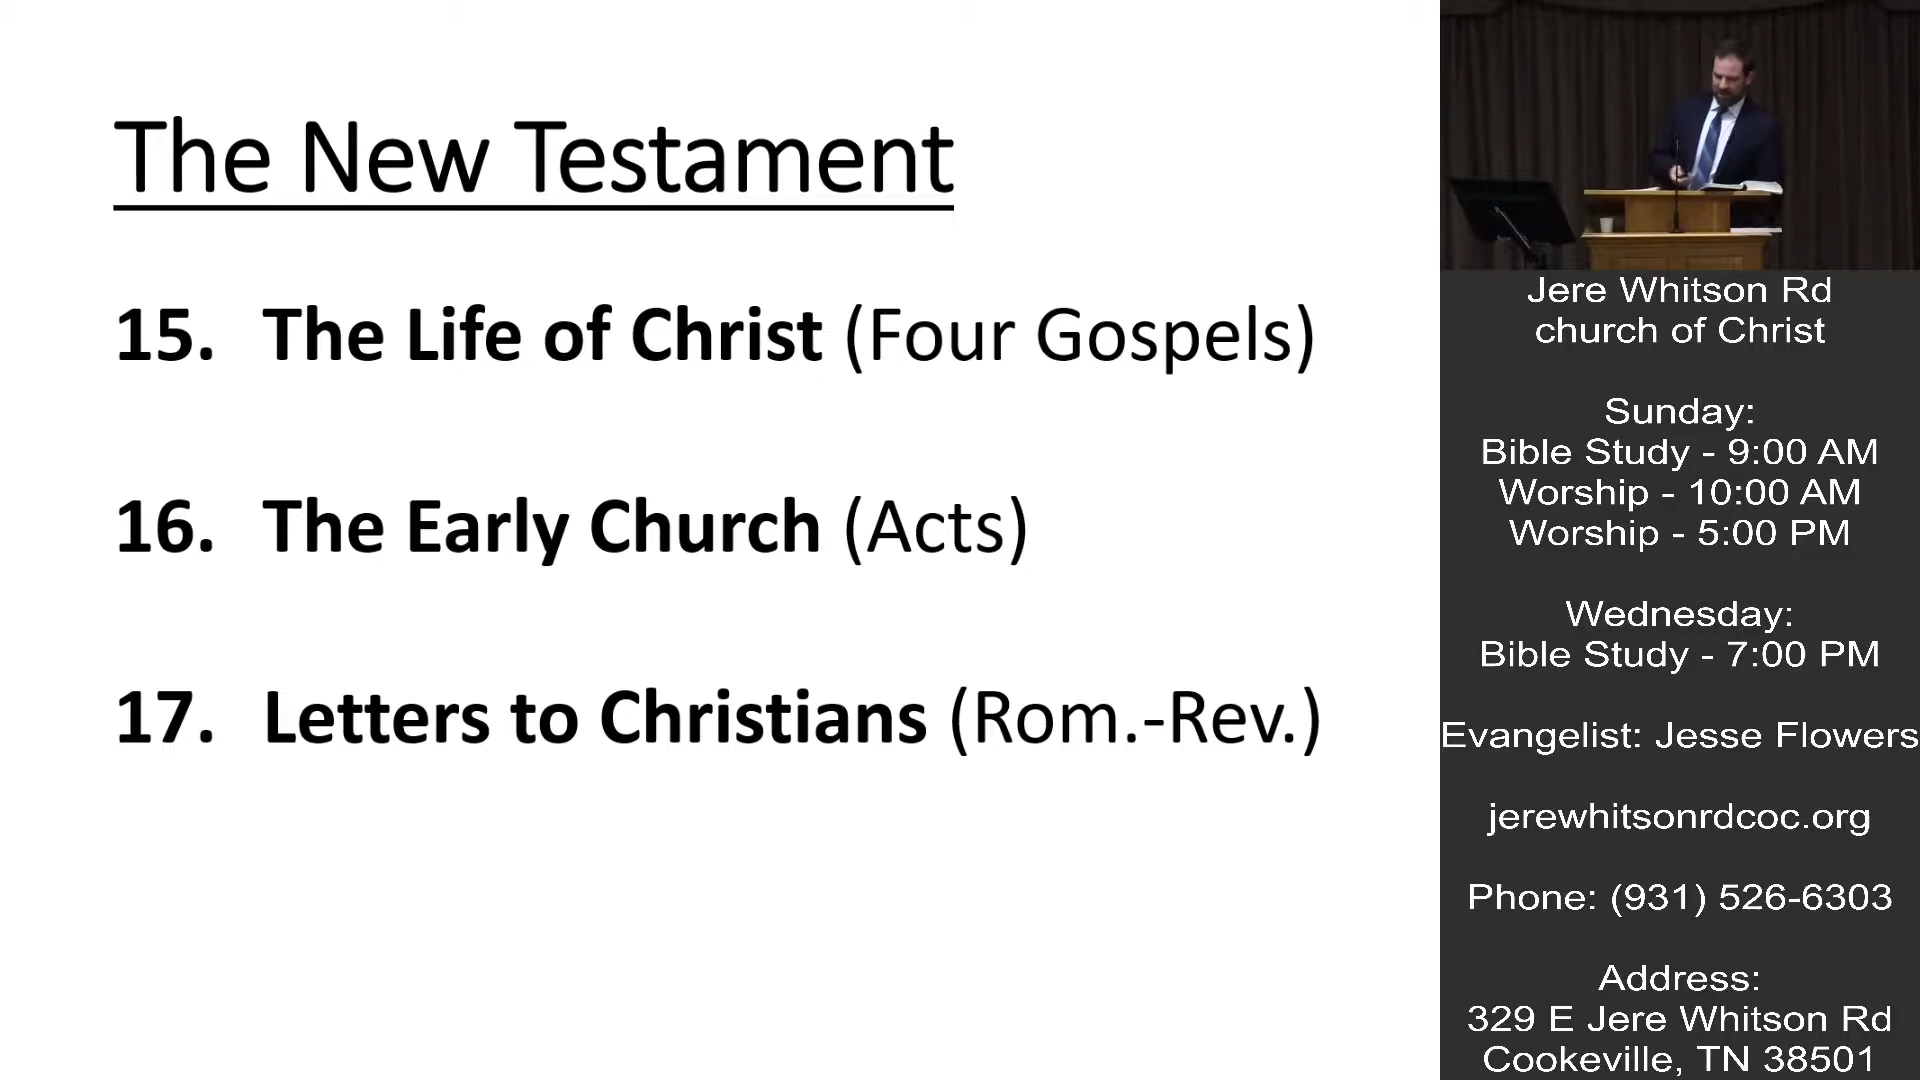 The New Testament
15. The Life of Christ (Four Gospels)
16. The Early Church (Acts)
17. Letters to Christians (Rom.-Rev.)
Jere Whitson Rd
church of Christ
Sunday:
Bible Study - 9:00 AM
Worship - 10:00 AM
Worship - 5:00 PM
Wednesday:
Bible Study - 7:00 PM
Evangelist: Jesse Flowers
jerewhitsonrdcoc.org
Phone: (931) 526-6303
Address:
329 E Jere Whitson Rd
Cookeville, TN 38501